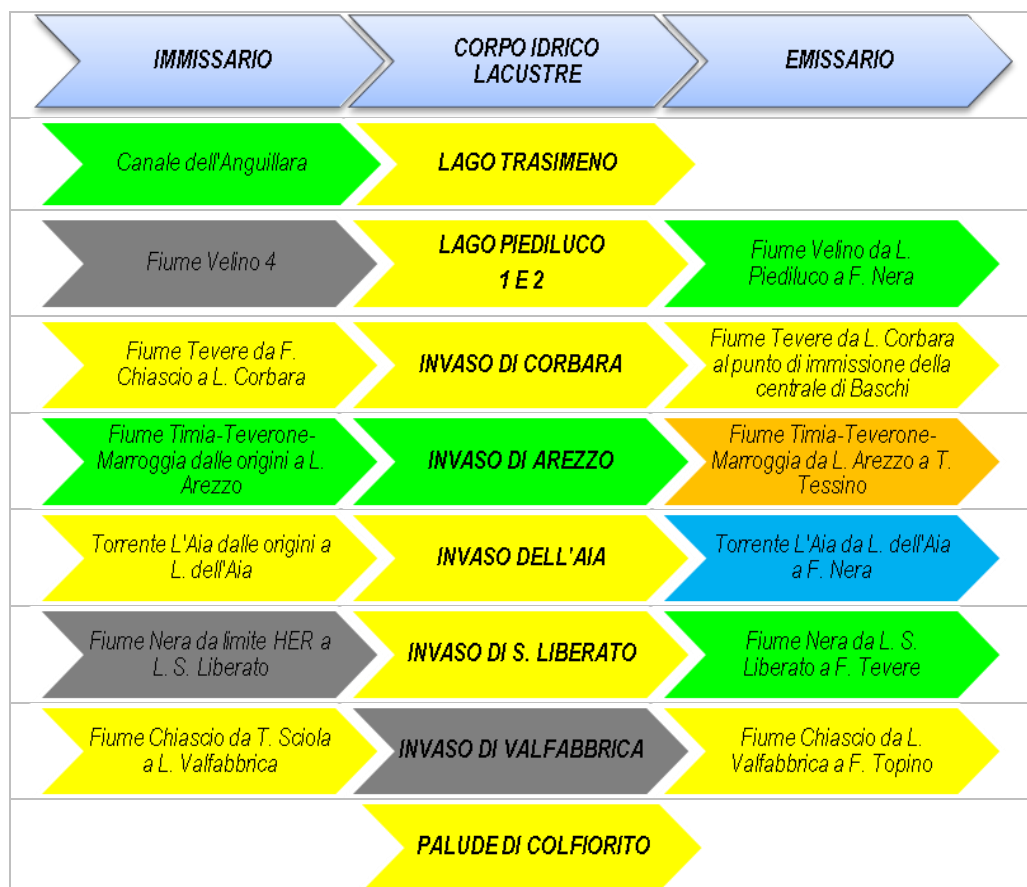 IMMISSARIO
CORPO IDRICO
LACUSTRE
EMISSARIO
Canale dell'Anguillara
LAGO TRASIMENO
Fiume Velino 4
LAGO PIEDILUCO
1 E 2
Fiume Velino da L.
Piediluco a F. Nera
Fiume Tevere da F.
Chiascio a L. Corbara
INVASO DI CORBARA
Fiume Tevere da L. Corbara
al punto di immissione della
centrale di Baschi
Fiume Timia-Teverone-
Marroggia dalle origini a L.
Arezzo
INVASO DI AREZZO
Fiume Timia-Teverone-
Marroggia da L. Arezzo a T.
Tessino
Torrente L'Aia dalle origini a
L. dell'Aia
INVASO DELL'AIA
Torrente L'Aia da L. dell'Aia
a F. Nera
Fiume Nera da limite HER a
L. S. Liberato
INVASO DI S. LIBERATO
Fiume Nera da L. S.
Liberato a F. Tevere
Fiume Chiascio da T. Sciola
a L. Valfabbrica
INVASO DI VALFABBRICA
Fiume Chiascio da L.
Valfabbrica a F. Topino
PALUDE DI COLFIORITO